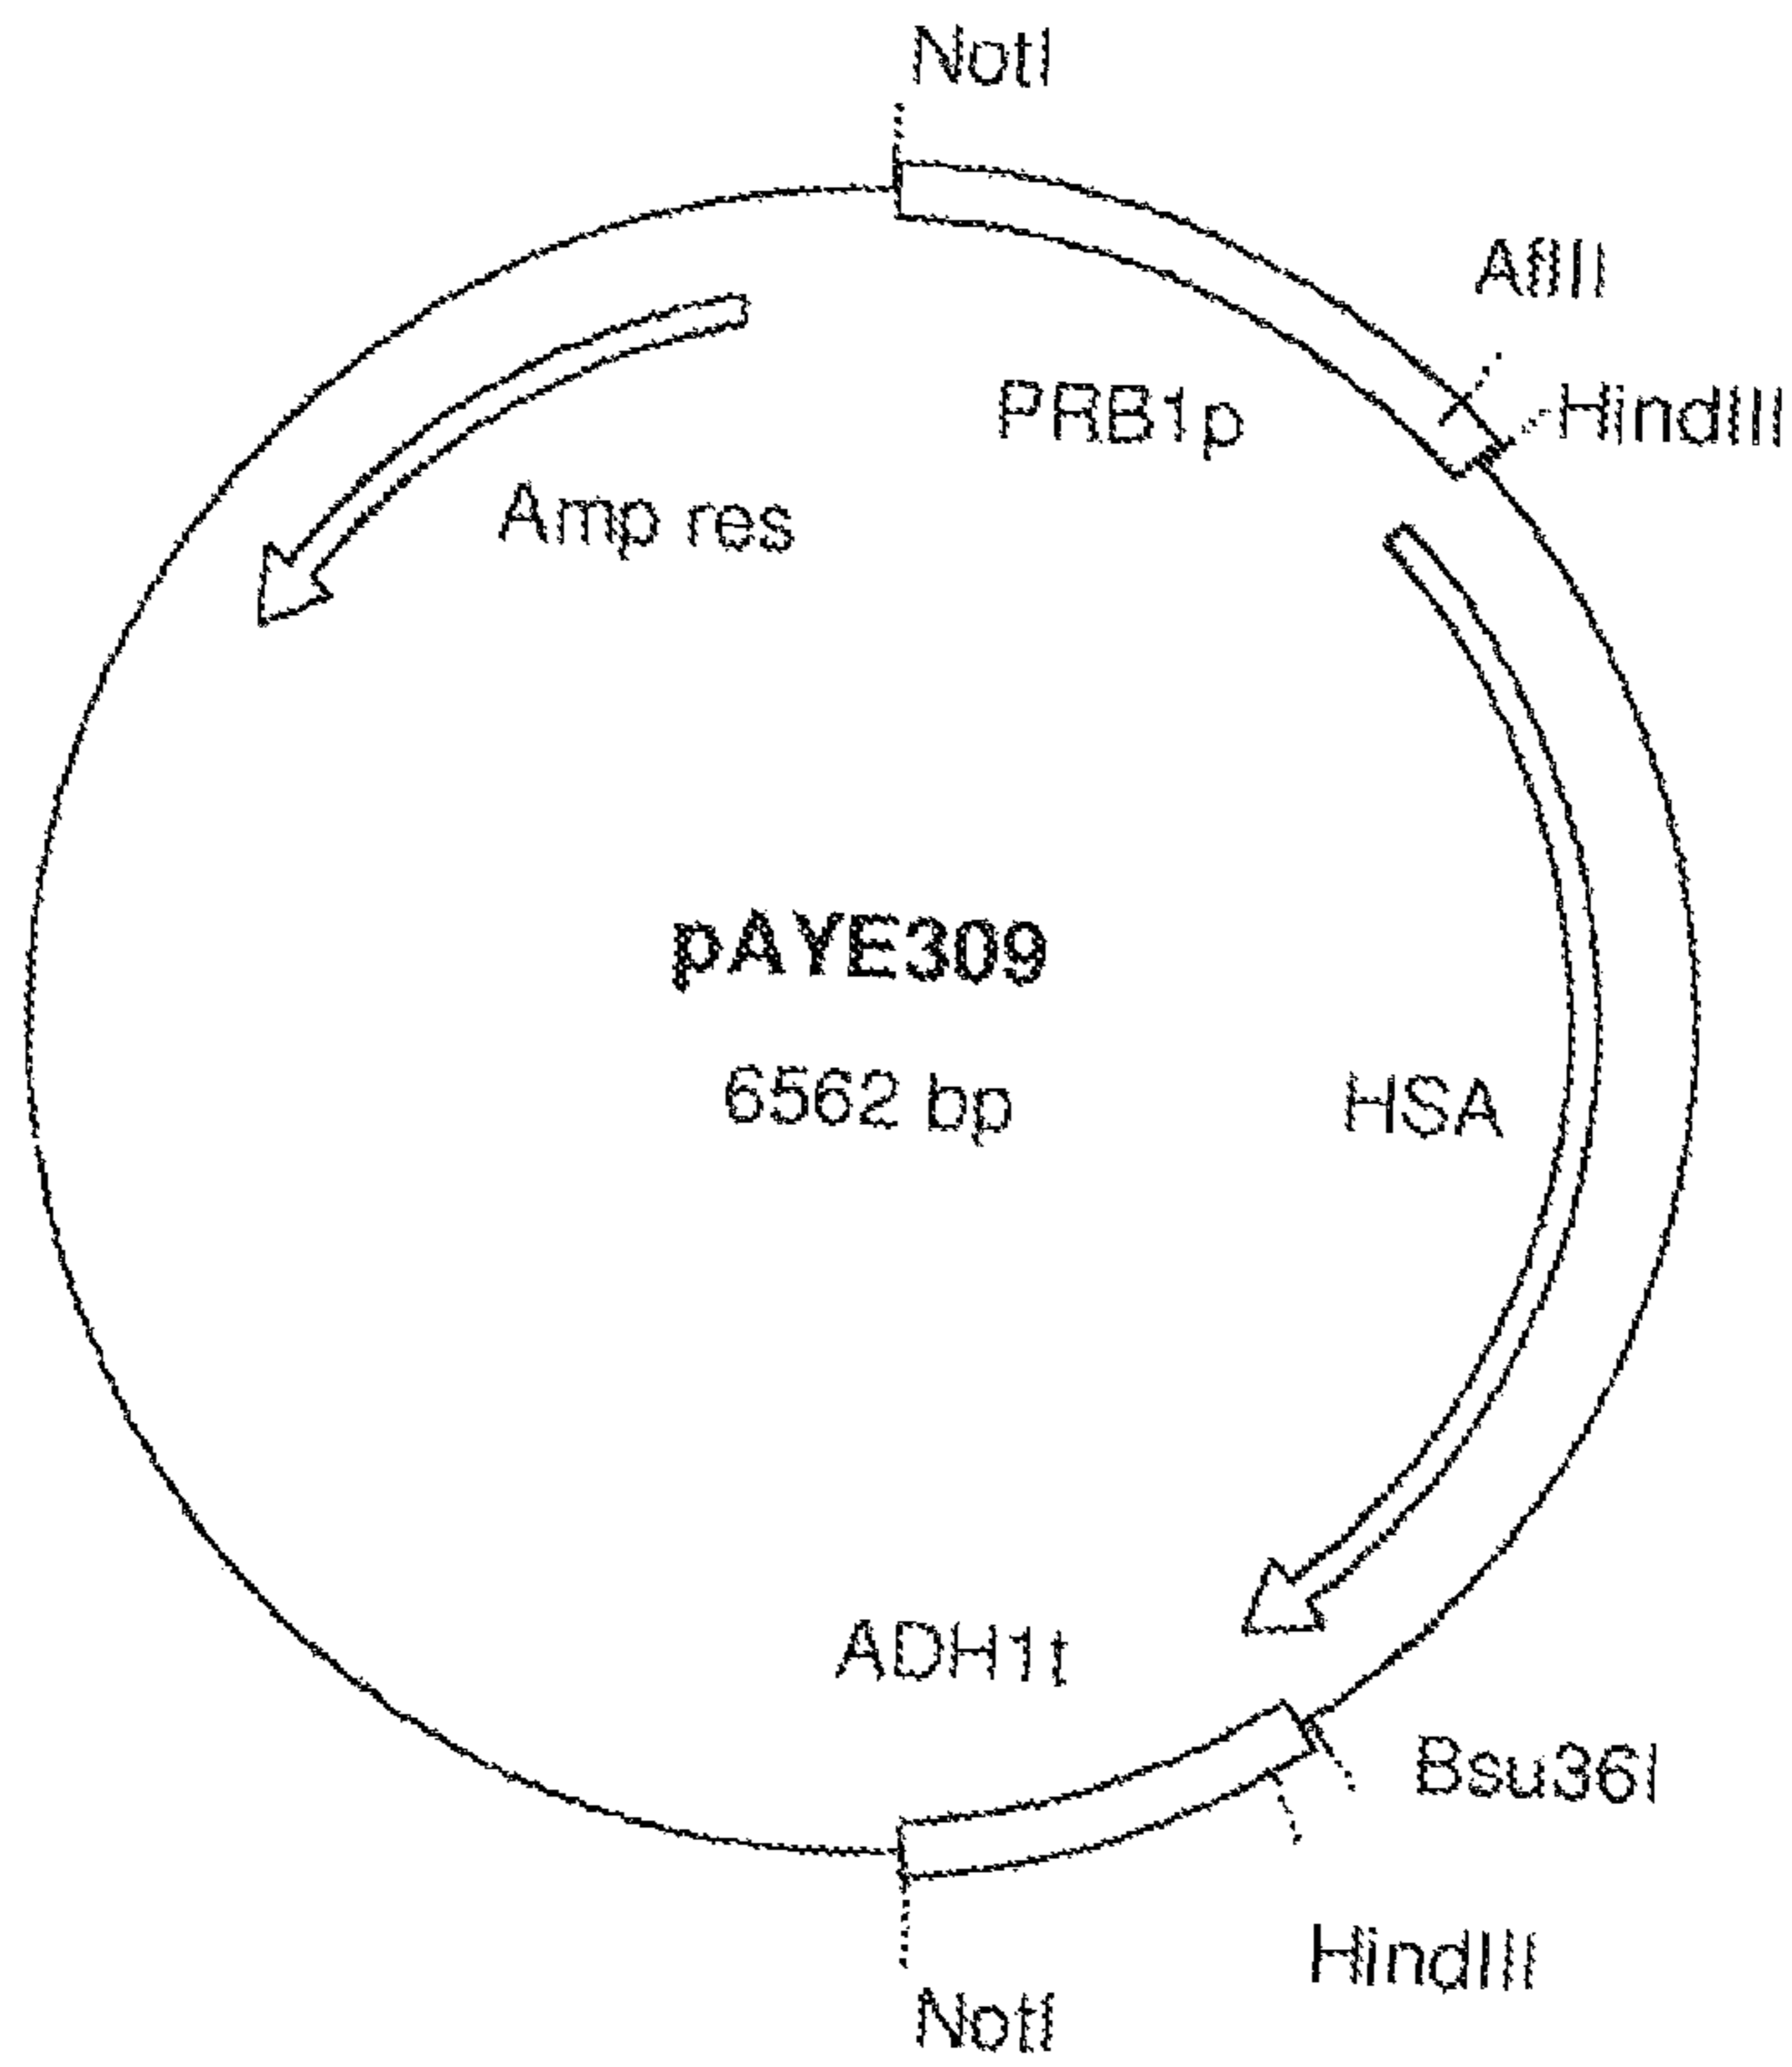 NotI
AflII
HindIII
PRB1p
Amp res
pAYE309
6562 bp
HSA
ADH1t
Bsu36I
HindIII
NotI